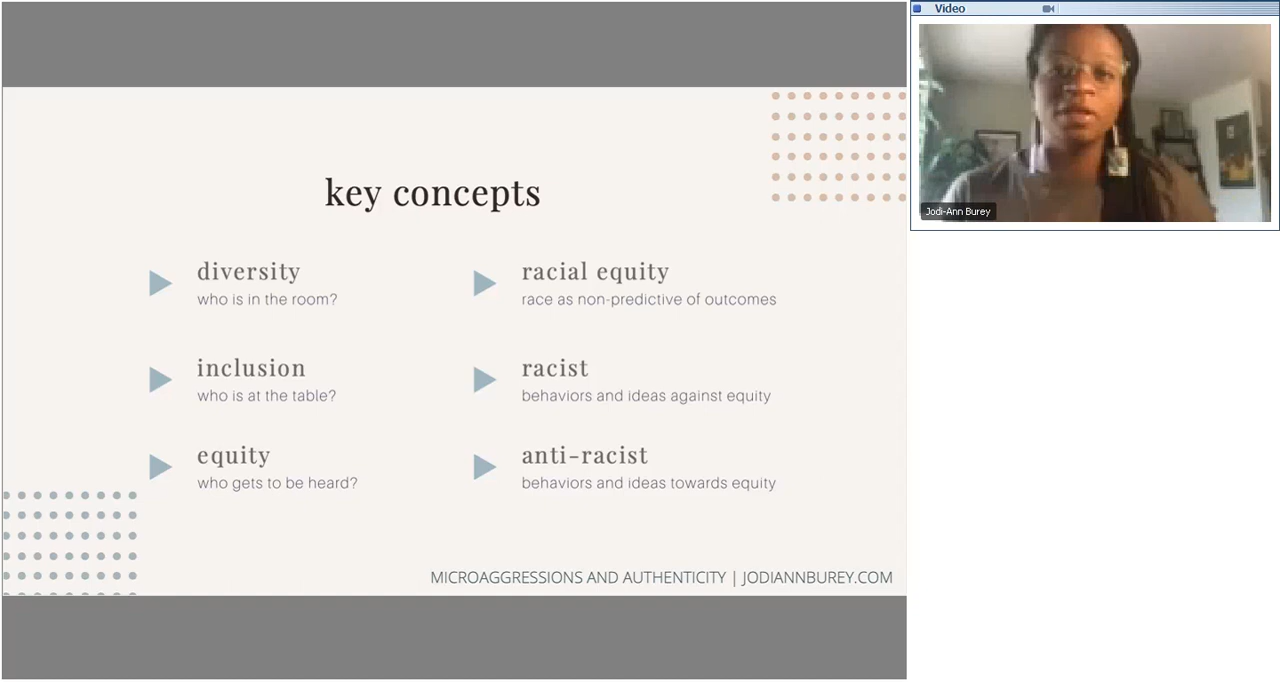 key concepts
diversity
who is in the room?
inclusion
who is at the table?
equity
who gets to be heard?
racial equity
race as non-predictive of outcomes
racist
behaviors and ideas against equity
anti-racist
behaviors and ideas towards equity
MICROAGGRESSIONS AND AUTHENTICITY | JODIANNBUREY.COM
Video
Jodi-Ann Burey